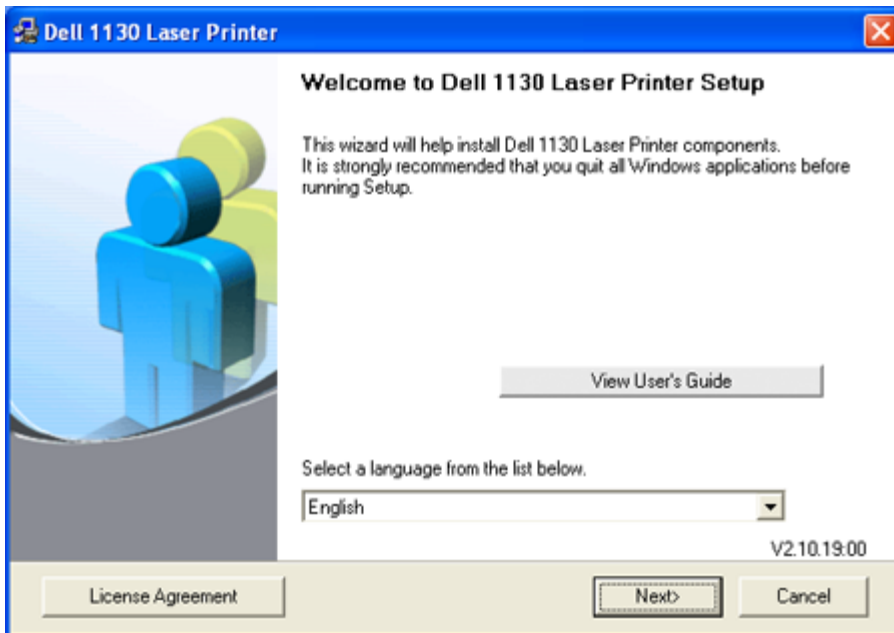 Dell 1130 Laser Printer
Welcome to Dell 1130 Laser Printer Setup
This wizard will help install Dell 1130 Laser Printer components.
It is strongly recommended that you quit all Windows applications before
running Setup.
View User's Guide
Select a language from the list below.
English
V2.10.19:00
License Agreement
Next>
Cancel